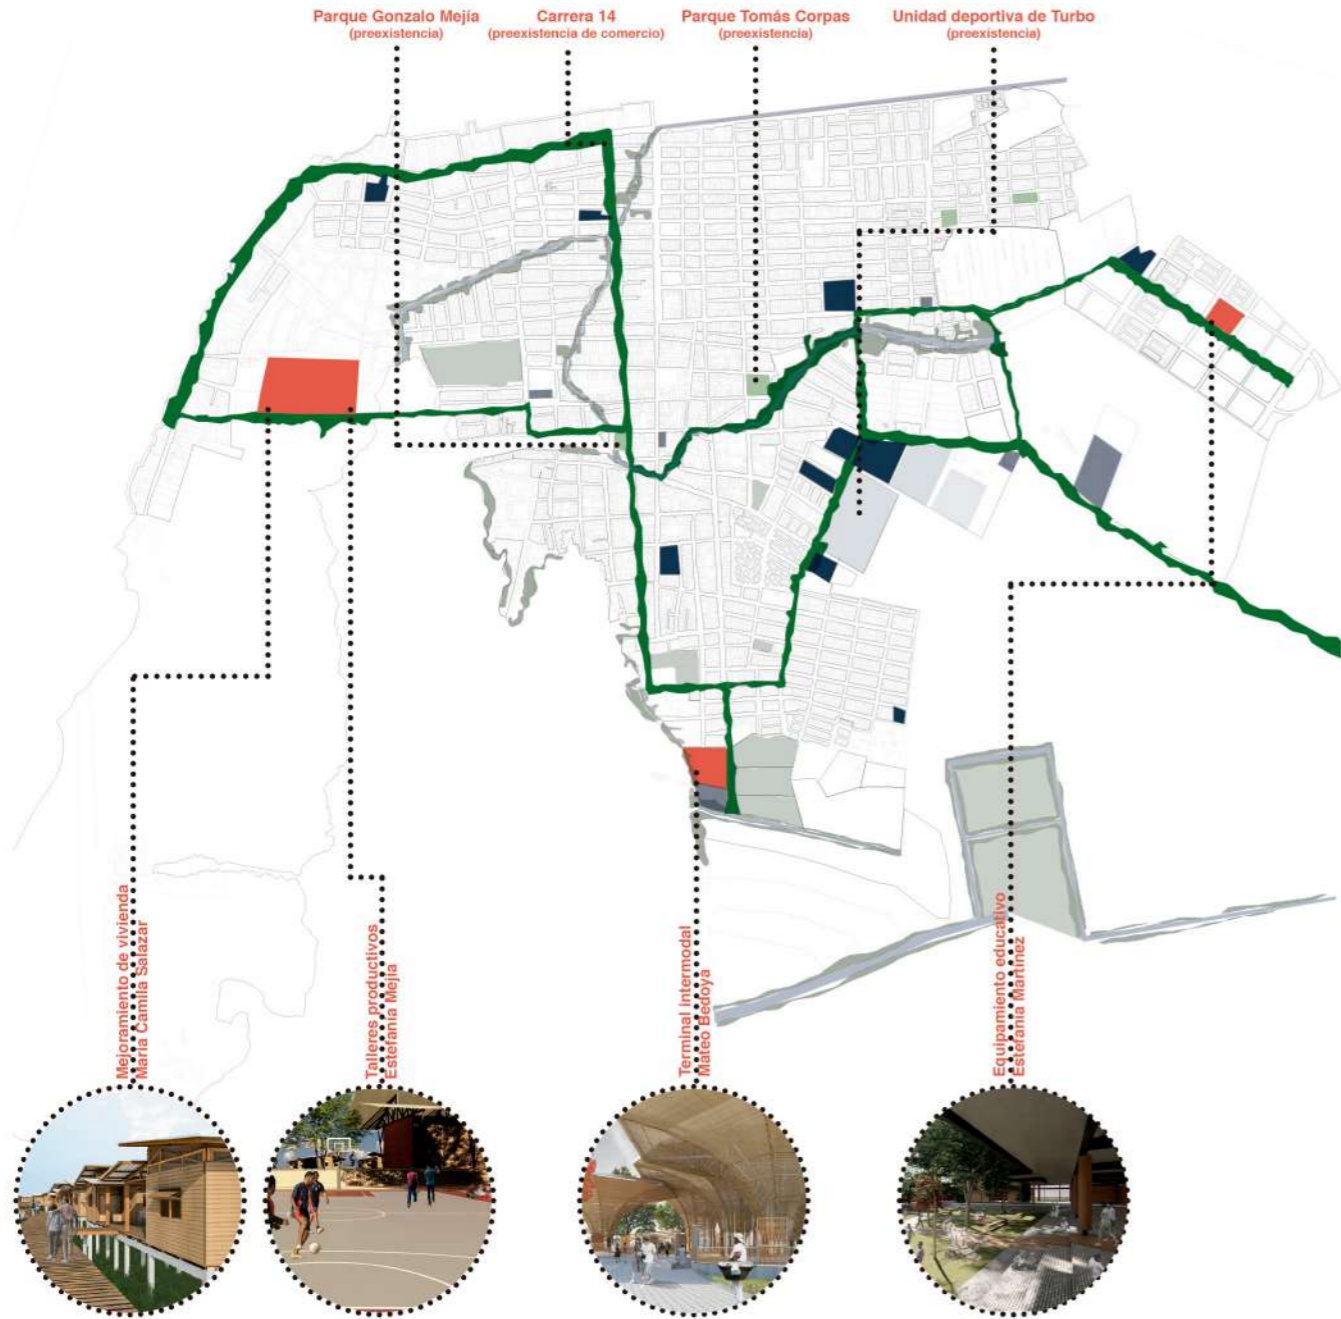 Parque Gonzalo Mejía
(preexistencia)
Carrera 14
(preexistencia de comercio)
Parque Tomás Corpas
(preexistencia)
Unidad deportiva de Turbo
(preexistencia)
Mejoramiento de vivienda
María Camila Salazar
Talleres productivos
Estefanía Mejía
Terminal intermodal
Mateo Bedoya
Equipamiento educativo
Estefanía Martínez